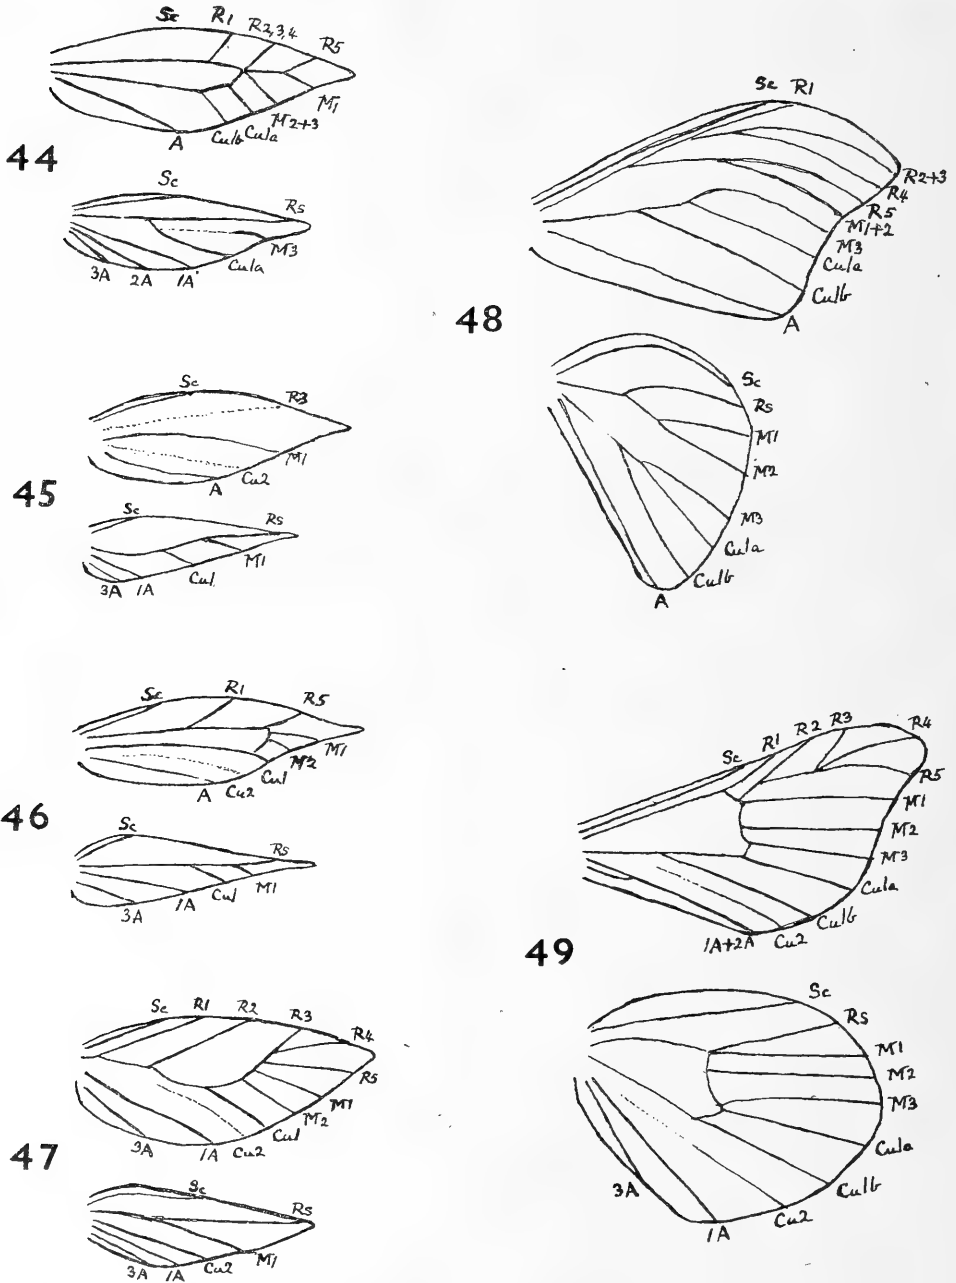 Sc R1 R2,3,4 R5
M1
M2+3
Cu1a
Cu1b
A
44
Sc
Rs
M3
Cu1a
3A 2A 1A
Sc
R3
M1
Cu2
A
45
Sc
Rs
M1
Cu1
3A 1A
Sc R1 R5
M1
M2
Cu1
Cu2
A
46
Sc
Rs
M1
Cu1
1A
3A
Sc R1 R2 R3
R4
R5
M1
M2
Cu1
Cu2
1A
3A
47
Sc
Rs
M1
Cu2
3A 1A
Sc R1
R2+3
R4
R5
M1+2
M3
Cu1a
Cu1b
A
48
Sc
Rs
M1
M2
M3
Cu1a
Cu1b
A
Sc R1 R2 R3 R4
R5
M1
M2
M3
Cu1a
Cu1b
1A+2A Cu2
49
Sc
Rs
M1
M2
M3
Cu1a
Cu1b
Cu2
1A
3A